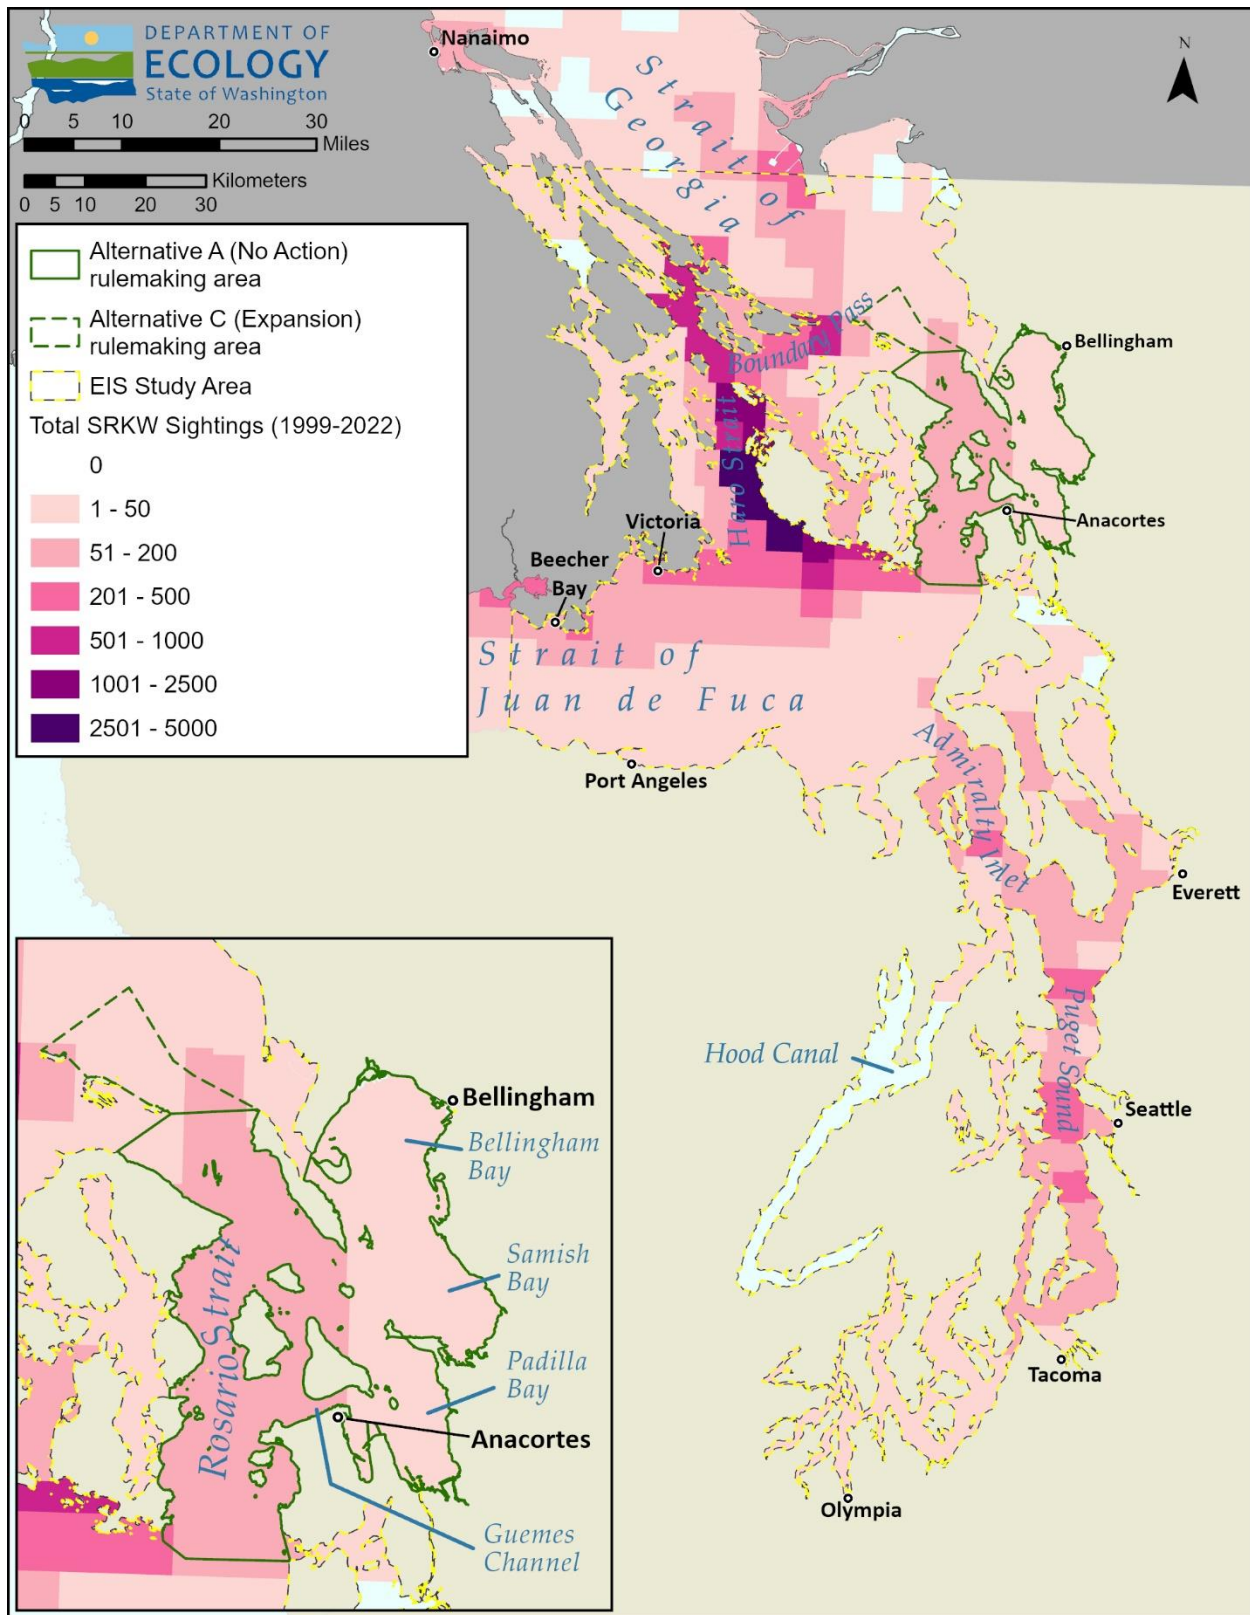 DEPARTMENT OF
ECOLOGY
State of Washington
0 5 10 20 30
Miles
Kilometers
0 5 10 20 30
Alternative A (No Action)
rulemaking area
Alternative C (Expansion)
rulemaking area
EIS Study Area
Total SRKW Sightings (1999-2022)
0
1 - 50
51 - 200
201 - 500
501 - 1000
1001 - 2500
2501 - 5000
N
Nanaimo
Strait of
Georgia
Boundary Pass
Bellingham
Haro Strait
Victoria
Anacortes
Beecher
Bay
Strait of
Juan de Fuca
Port Angeles
Admiralty Inlet
Everett
Hood Canal
Puget Sound
Seattle
Tacoma
Olympia
Bellingham
Bellingham
Bay
Samish
Bay
Rosario Strait
Padilla
Bay
Anacortes
Guemes
Channel